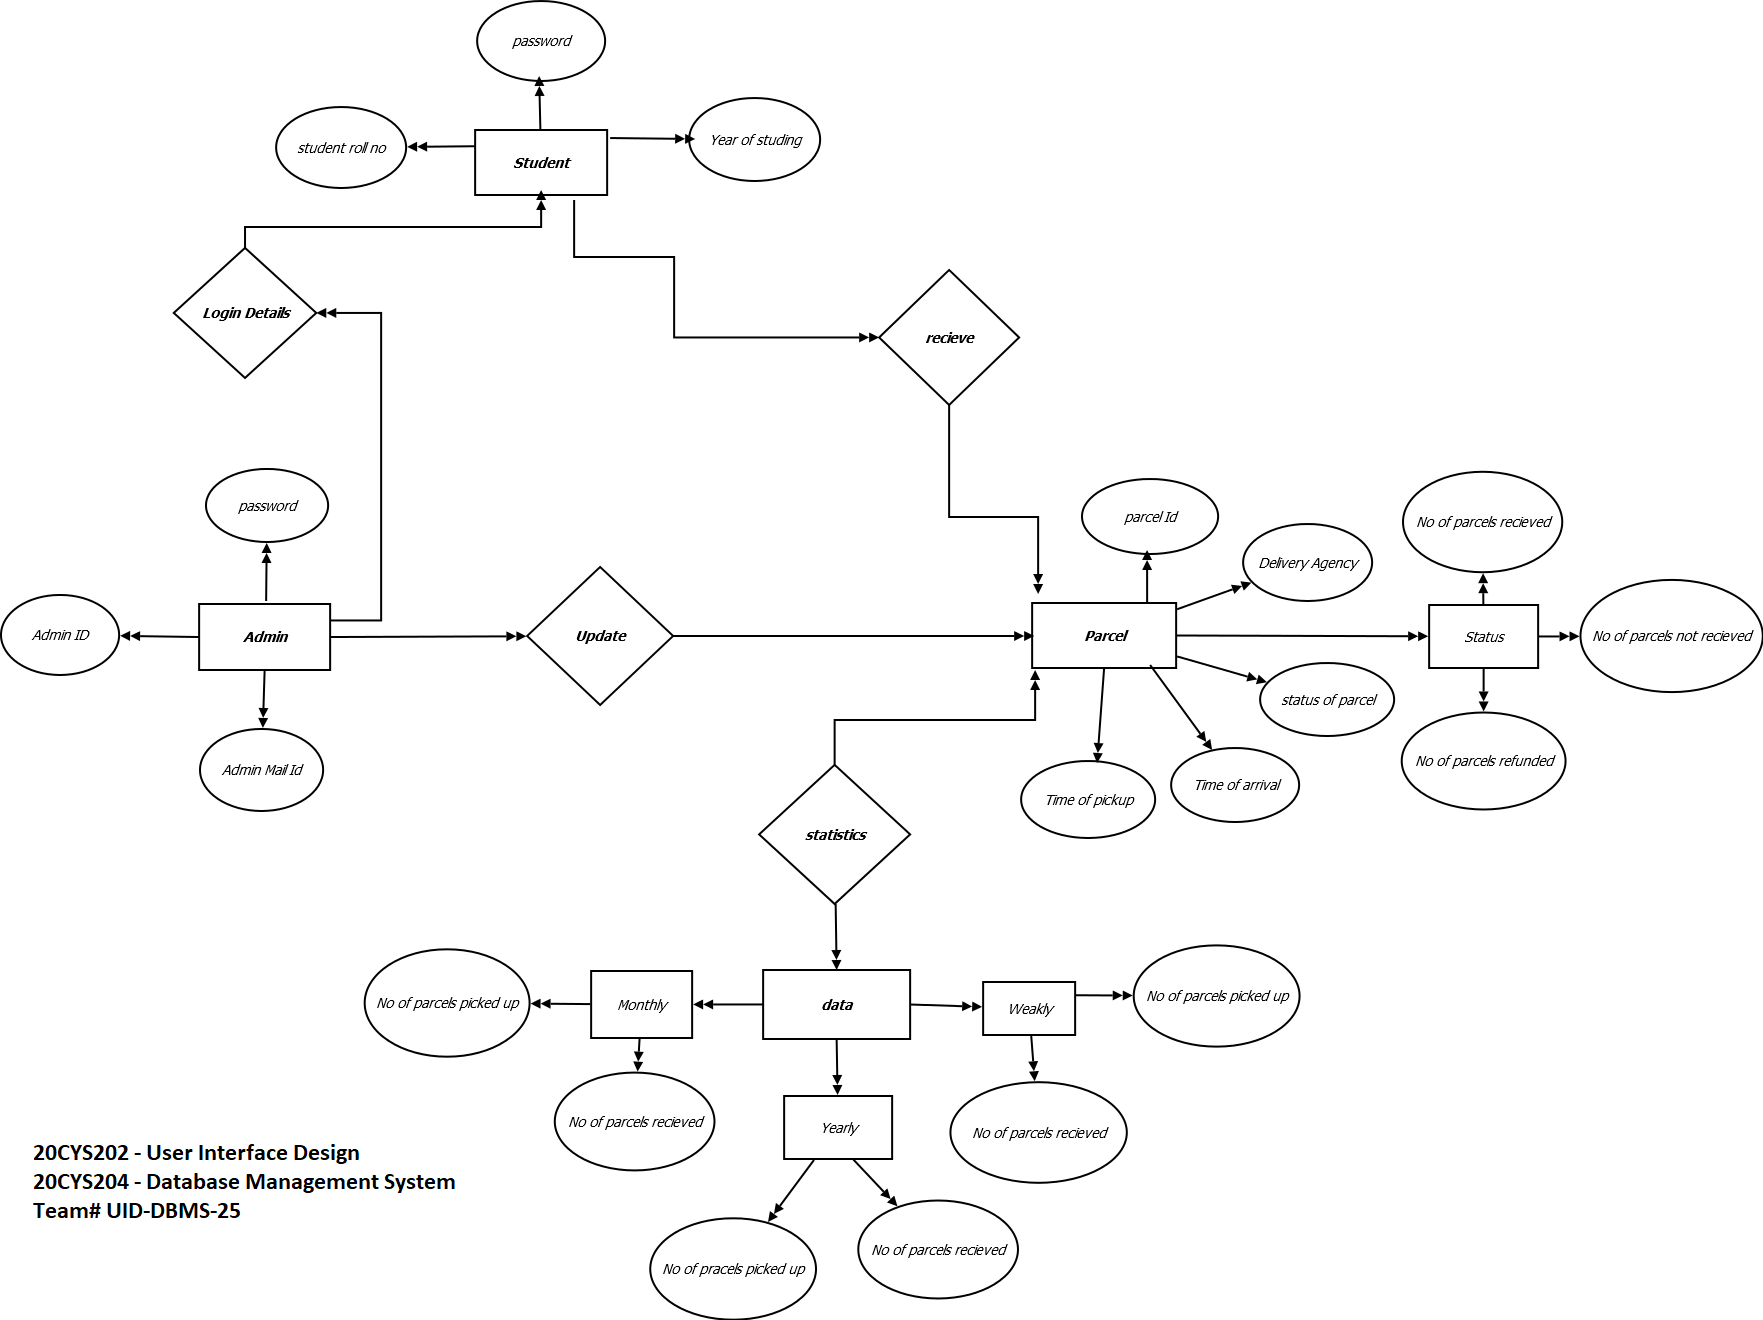 password
student roll no
Student
Year of studing
Login Details
recieve
password
parcel Id
No of parcels recieved
Delivery Agency
Admin ID
Admin
Update
Parcel
Status
No of parcels not recieved
status of parcel
Admin Mail Id
Time of pickup
Time of arrival
No of parcels refunded
statistics
No of parcels picked up
Monthly
data
Weakly
No of parcels picked up
No of parcels recieved
Yearly
No of parcels recieved
No of pracels picked up
No of parcels recieved
20CYS202 - User Interface Design
20CYS204 - Database Management System
Team# UID-DBMS-25